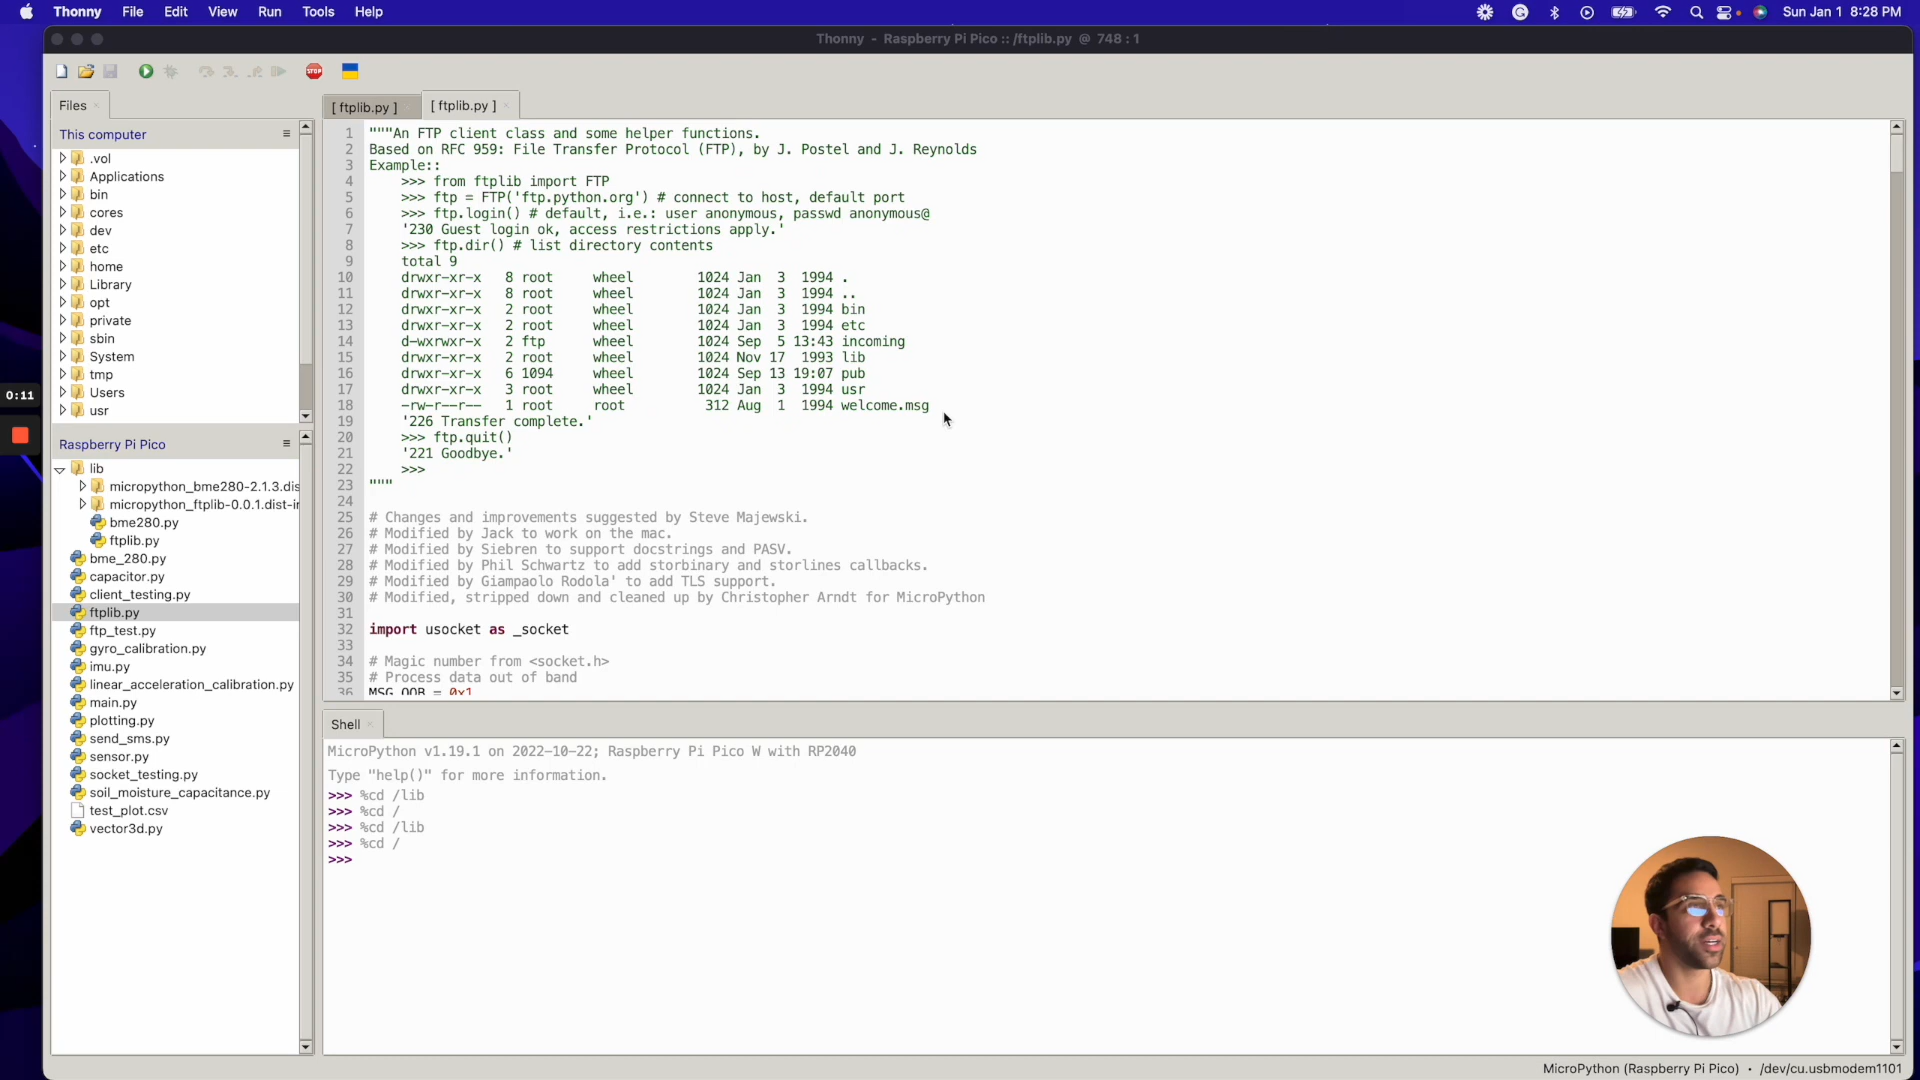 Thonny File Edit View Run Tools Help
Sun Jan 1 8:28 PM
Thonny - Raspberry Pi Pico :: /ftplib.py @ 748 : 1
STOP
Files
This computer
.vol
Applications
bin
cores
dev
etc
home
Library
opt
private
sbin
System
tmp
Users
usr
0:11
Raspberry Pi Pico
lib
micropython_bme280-2.1.3.dis
micropython_ftplib-0.0.1.dist-i
bme280.py
ftplib.py
bme_280.py
capacitor.py
client_testing.py
ftplib.py
ftp_test.py
gyro_calibration.py
imu.py
linear_acceleration_calibration.py
main.py
plotting.py
send_sms.py
sensor.py
socket_testing.py
soil_moisture_capacitance.py
test_plot.csv
vector3d.py
[ ftplib.py ] [ ftplib.py ]
1 """An FTP client class and some helper functions.
2 Based on RFC 959: File Transfer Protocol (FTP), by J. Postel and J. Reynolds
3 Example::
4 >>> from ftplib import FTP
5 >>> ftp = FTP('ftp.python.org') # connect to host, default port
6 >>> ftp.login() # default, i.e.: user anonymous, passwd anonymous@
7 '230 Guest login ok, access restrictions apply.'
8 >>> ftp.dir() # list directory contents
9 total 9
10 drwxr-xr-x 8 root wheel 1024 Jan 3 1994 .
11 drwxr-xr-x 8 root wheel 1024 Jan 3 1994 ..
12 drwxr-xr-x 2 root wheel 1024 Jan 3 1994 bin
13 drwxr-xr-x 2 root wheel 1024 Jan 3 1994 etc
14 d-wxrwxr-x 2 ftp wheel 1024 Sep 5 13:43 incoming
15 drwxr-xr-x 2 root wheel 1024 Nov 17 1993 lib
16 drwxr-xr-x 6 1094 wheel 1024 Sep 13 19:07 pub
17 drwxr-xr-x 3 root wheel 1024 Jan 3 1994 usr
18 -rw-r--r-- 1 root root 312 Aug 1 1994 welcome.msg
19 '226 Transfer complete.'
20 >>> ftp.quit()
21 '221 Goodbye.'
22 >>>
23 """
24
25 # Changes and improvements suggested by Steve Majewski.
26 # Modified by Jack to work on the mac.
27 # Modified by Siebren to support docstrings and PASV.
28 # Modified by Phil Schwartz to add storbinary and storlines callbacks.
29 # Modified by Giampaolo Rodola' to add TLS support.
30 # Modified, stripped down and cleaned up by Christopher Arndt for MicroPython
31
32 import usocket as _socket
33
34 # Magic number from <socket.h>
35 # Process data out of band
36 MSG_OOB = 0x1
Shell
MicroPython v1.19.1 on 2022-10-22; Raspberry Pi Pico W with RP2040
Type "help()" for more information.
>>> %cd /lib
>>> %cd /
>>> %cd /lib
>>> %cd /
>>>
MicroPython (Raspberry Pi Pico) • /dev/cu.usbmodem1101